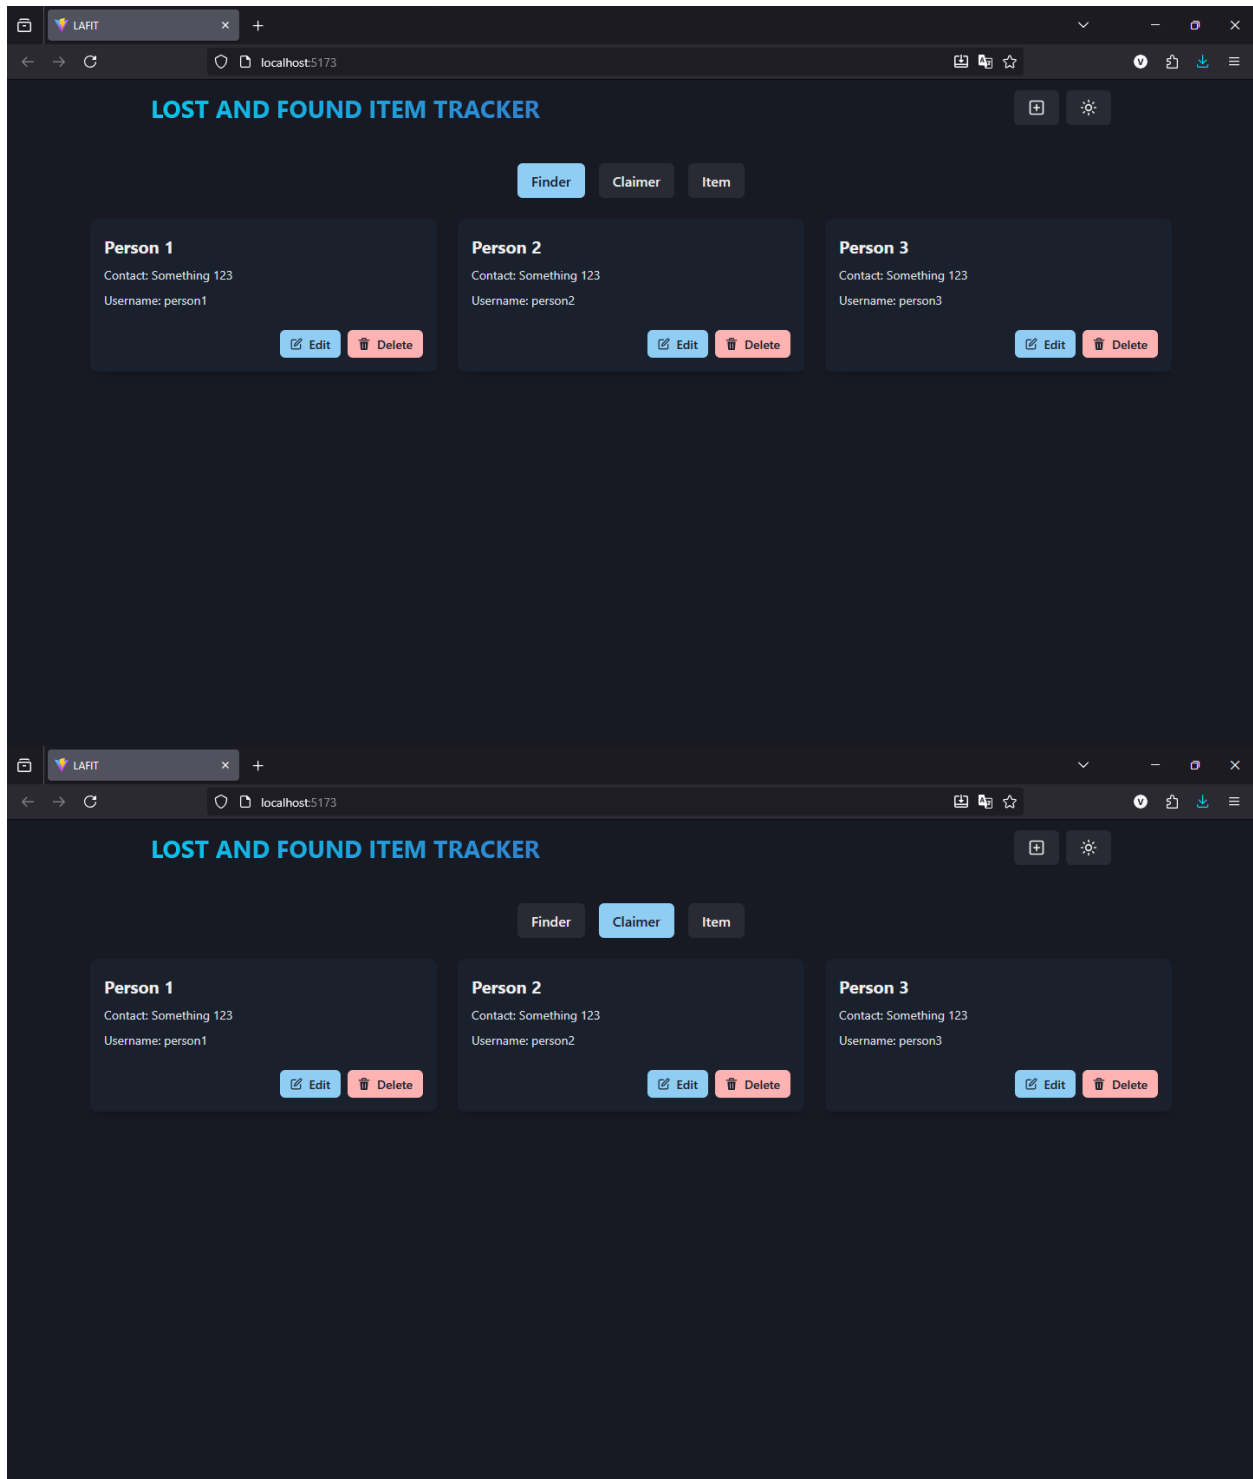 LAFIT
localhost:5173
LOST AND FOUND ITEM TRACKER
Finder Claimer Item
Person 1 Person 2 Person 3
Contact: Something 123 Contact: Something 123 Contact: Something 123
Username: person1 Username: person2 Username: person3
Edit Delete Edit Delete Edit Delete
LAFIT
localhost:5173
LOST AND FOUND ITEM TRACKER
Finder Claimer Item
Person 1 Person 2 Person 3
Contact: Something 123 Contact: Something 123 Contact: Something 123
Username: person1 Username: person2 Username: person3
Edit Delete Edit Delete Edit Delete